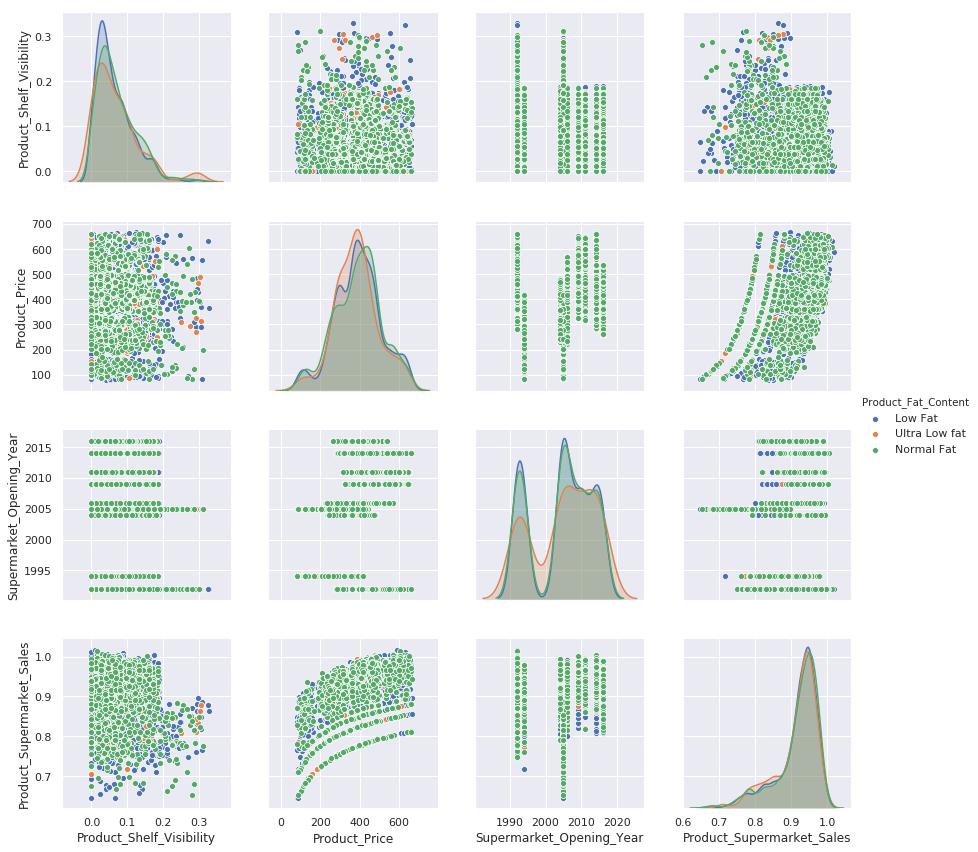 Product_Shelf_Visibility
0.3
0.2
0.1
0.0
Product_Price
700
600
500
400
300
200
100
Product_Fat_Content
Low Fat
Ultra Low fat
Normal Fat
Supermarket_Opening_Year
2015
2010
2005
2000
1995
Product_Supermarket_Sales
1.0
0.9
0.8
0.7
0.0 0.1 0.2 0.3
Product_Shelf_Visibility
0 200 400 600
Product_Price
1990 2000 2010 2020
Supermarket_Opening_Year
0.6 0.7 0.8 0.9 1.0
Product_Supermarket_Sales